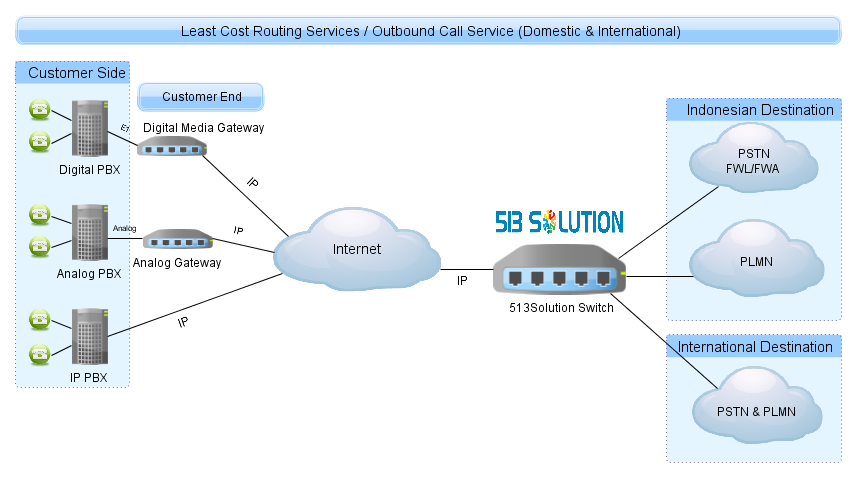 Least Cost Routing Services / Outbound Call Service (Domestic & International)
Customer Side
Customer End
Digital Media Gateway
E1
Digital PBX
IP
Analog
Analog PBX
Analog Gateway
IP
IP PBX
IP
Internet
IP
513 SOLUTION
513Solution Switch
Indonesian Destination
PSTN
FWL/FWA
PLMN
International Destination
PSTN & PLMN